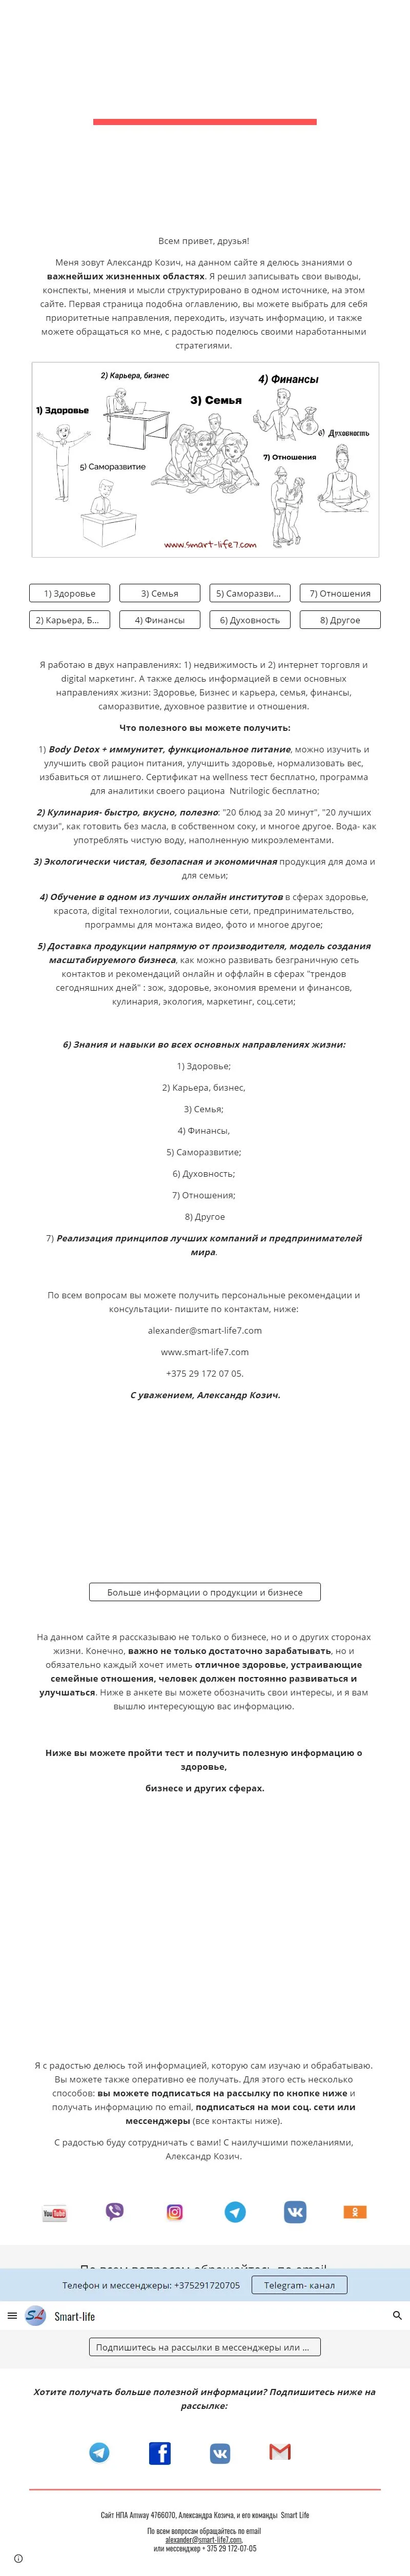 Всем привет, друзья!
Меня зовут Александр Козич, на данном сайте я делюсь знаниями о
важнейших жизненных областях. Я решил записывать свои выводы,
конспекты, мнения и мысли структурировано в одном источнике, на этом
сайте. Первая страница подобна оглавлению, вы можете выбрать для себя
приоритетные направления, переходить, изучать информацию, и также
можете обращаться ко мне, с радостью поделюсь своими наработанными
стратегиями.
2) Карьера, бизнес
4) Финансы
3) Семья
1) Здоровье
6) Духовность
7) Отношения
5) Саморазвитие
www.smart-life7.com
1) Здоровье
3) Семья
5) Саморазви...
7) Отношения
2) Карьера, Б...
4) Финансы
6) Духовность
8) Другое
Я работаю в двух направлениях: 1) недвижимость и 2) интернет торговля и
digital маркетинг. А также делюсь информацией в семи основных
направлениях жизни: Здоровье, Бизнес и карьера, семья, финансы,
саморазвитие, духовное развитие и отношения.
Что полезного вы можете получить:
1) Body Detox + иммунитет, функциональное питание, можно изучить и
улучшить свой рацион питания, улучшить здоровье, нормализовать вес,
избавиться от лишнего. Сертификат на wellness тест бесплатно, программа
для аналитики своего рациона Nutrilogic бесплатно;
2) Кулинария- быстро, вкусно, полезно: "20 блюд за 20 минут", "20 лучших
смузи", как готовить без масла, в собственном соку, и многое другое. Вода- как
употреблять чистую воду, наполненную микроэлементами.
3) Экологически чистая, безопасная и экономичная продукция для дома и
для семьи;
4) Обучение в одном из лучших онлайн институтов в сферах здоровье,
красота, digital технологии, социальные сети, предпринимательство,
программы для монтажа видео, фото и многое другое;
5) Доставка продукции напрямую от производителя, модель создания
масштабируемого бизнеса, как можно развивать безграничную сеть
контактов и рекомендаций онлайн и оффлайн в сферах "трендов
сегодняшних дней" : зож, здоровье, экономия времени и финансов,
кулинария, экология, маркетинг, соц.сети;
6) Знания и навыки во всех основных направлениях жизни:
1) Здоровье;
2) Карьера, бизнес,
3) Семья;
4) Финансы,
5) Саморазвитие;
6) Духовность;
7) Отношения;
8) Другое
7) Реализация принципов лучших компаний и предпринимателей
мира.
По всем вопросам вы можете получить персональные рекомендации и
консультации- пишите по контактам, ниже:
alexander@smart-life7.com
www.smart-life7.com
+375 29 172 07 05.
С уважением, Александр Козич.
Больше информации о продукции и бизнесе
На данном сайте я рассказываю не только о бизнесе, но и о других сторонах
жизни. Конечно, важно не только достаточно зарабатывать, но и
обязательно каждый хочет иметь отличное здоровье, устраивающие
семейные отношения, человек должен постоянно развиваться и
улучшаться. Ниже в анкете вы можете обозначить свои интересы, и я вам
вышлю интересующую вас информацию.
Ниже вы можете пройти тест и получить полезную информацию о
здоровье,
бизнесе и других сферах.
Я с радостью делюсь той информацией, которую сам изучаю и обрабатываю.
Вы можете также оперативно ее получать. Для этого есть несколько
способов: вы можете подписаться на рассылку по кнопке ниже и
получать информацию по email, подписаться на мои соц. сети или
мессенджеры (все контакты ниже).
С радостью буду сотрудничать с вами! С наилучшими пожеланиями,
Александр Козич.
You Tube
По всем вопросам обращайтесь по email
Телефон и мессенджеры: +375291720705
Telegram- канал
SL
Smart-life
Подпишитесь на рассылки в мессенджеры или ...
Хотите получать больше полезной информации? Подпишитесь ниже на
рассылке:
Сайт НПА Amway 4766070, Александра Козича, и его команды Smart Life
По всем вопросам обращайтесь по email
alexander@smart-life7.com,
или мессенджер + 375 29 172-07-05